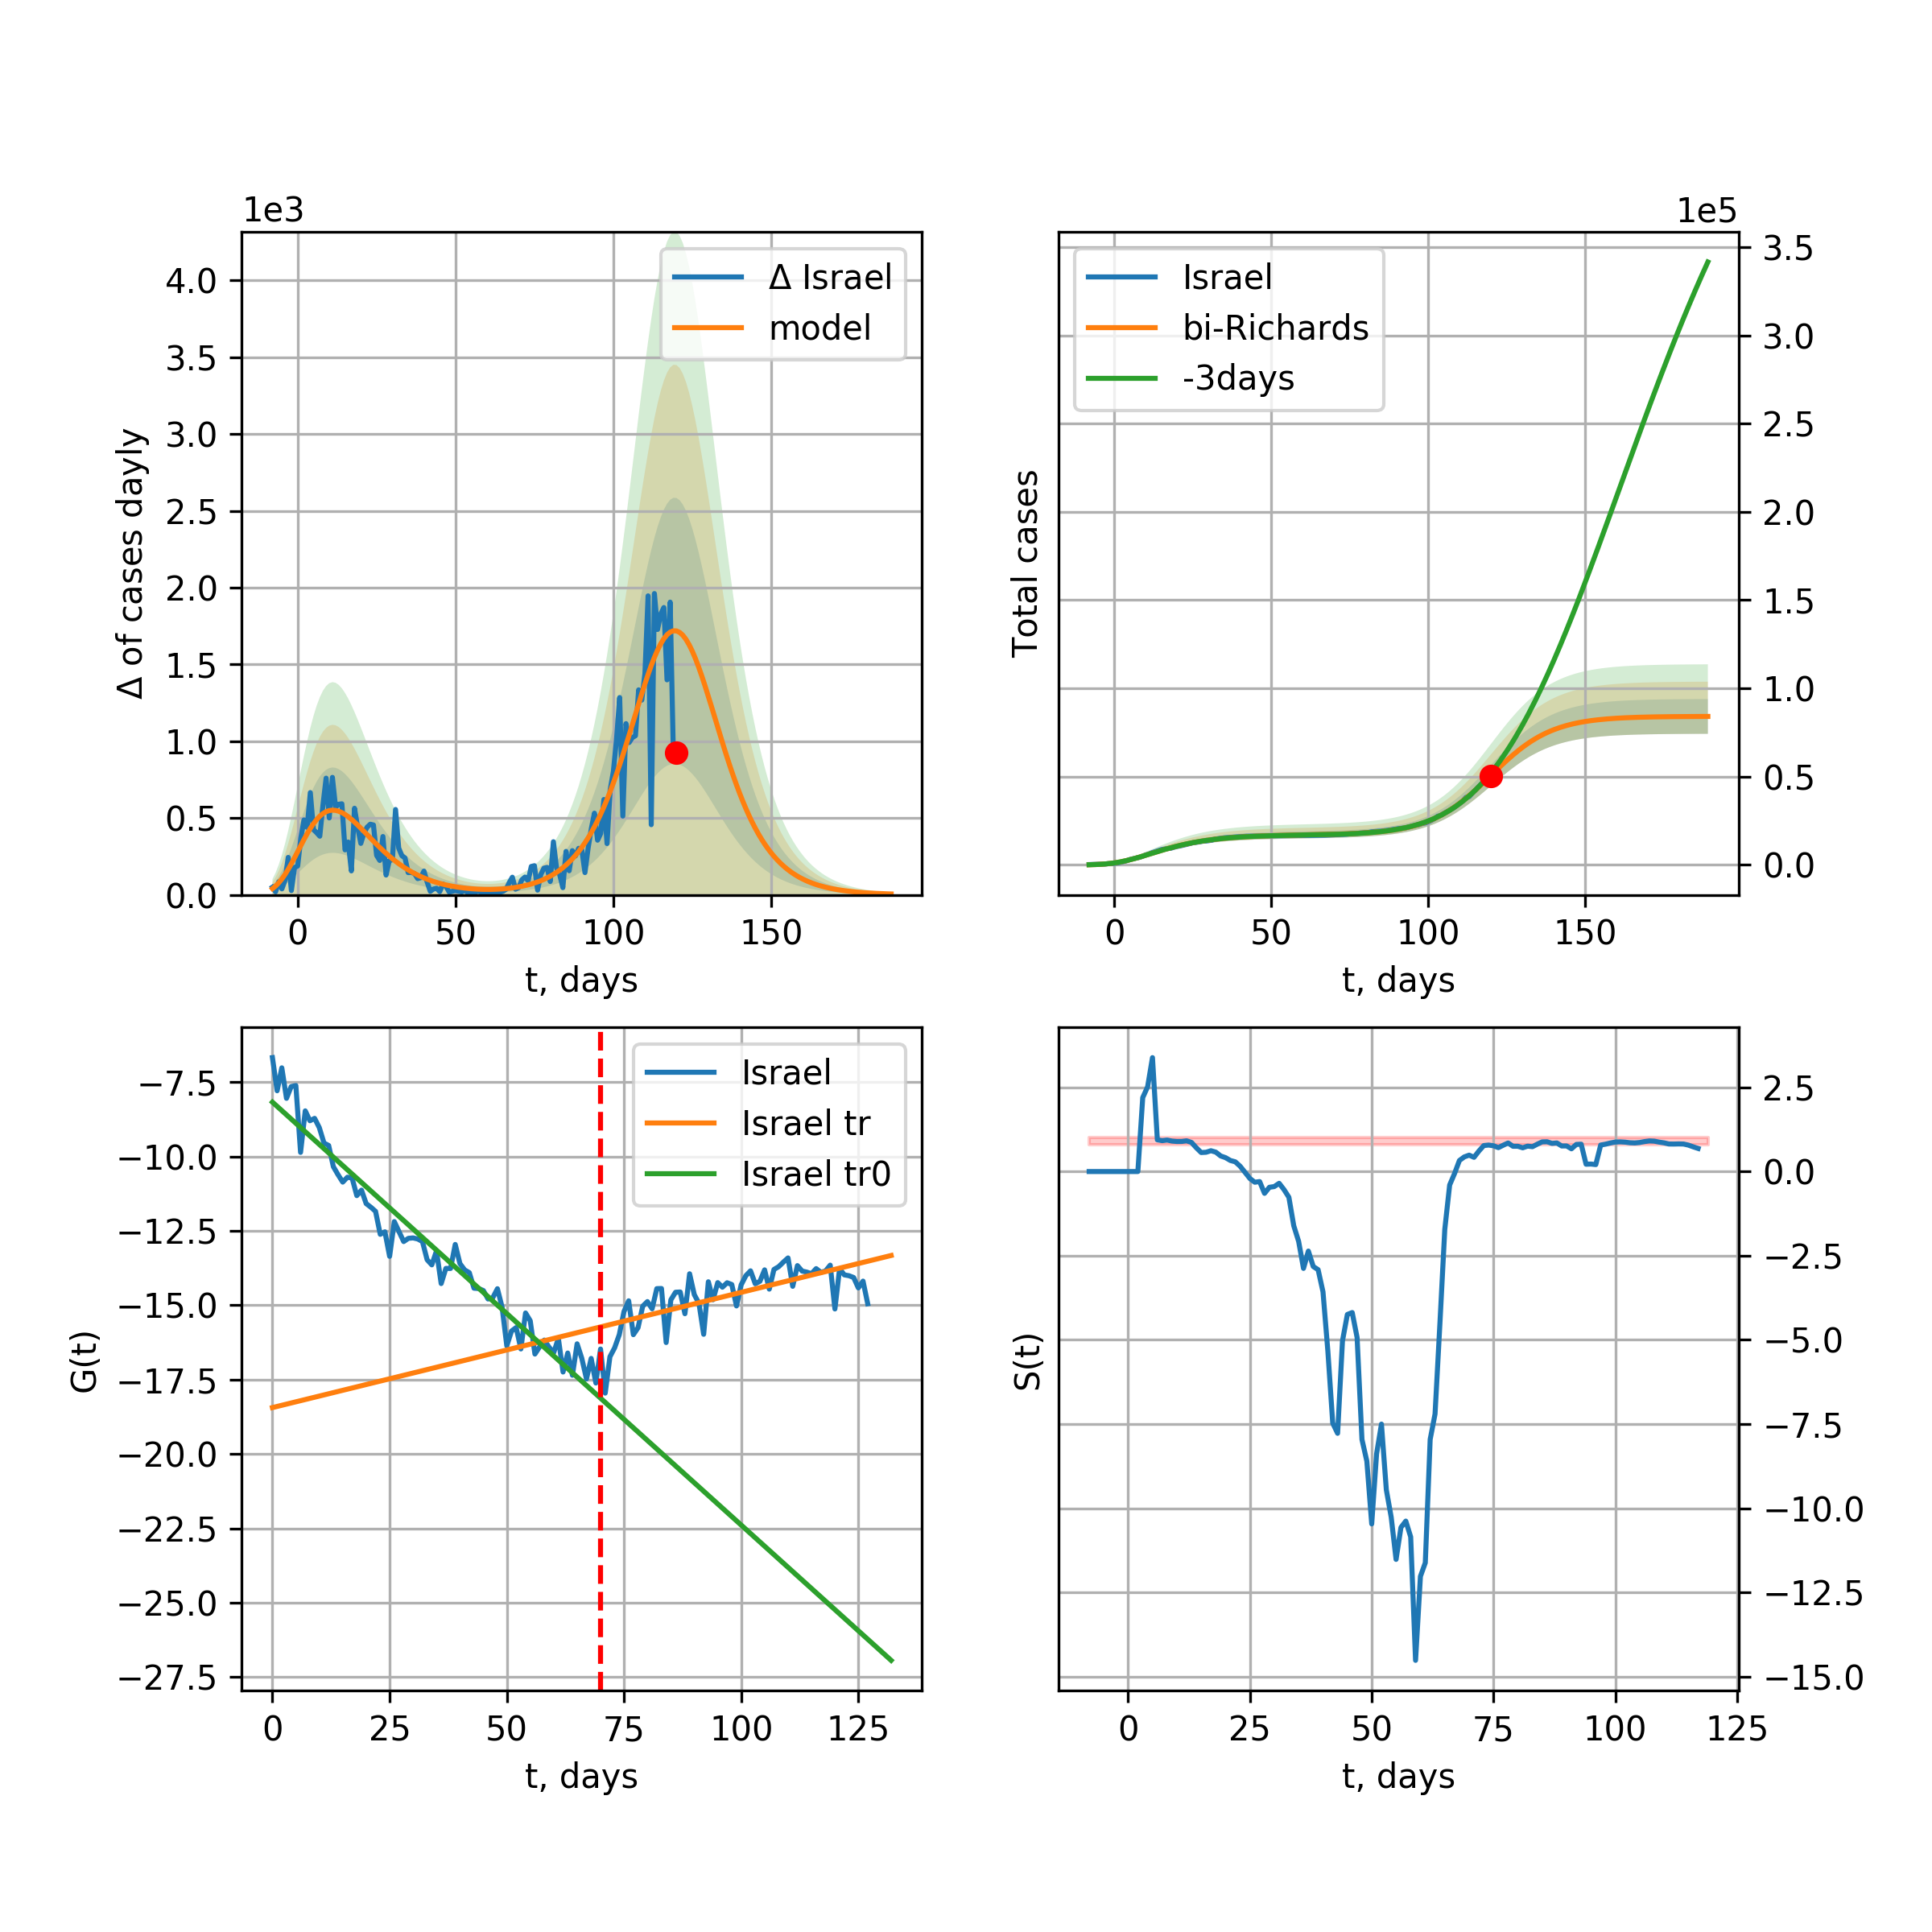 1e3
4.0
3.5
3.0
2.5
2.0
1.5
1.0
0.5
0.0
Δ of cases dayly
Δ Israel
model
0 50 100 150
t, days
1e5
3.5
3.0
2.5
2.0
1.5
1.0
0.5
0.0
Total cases
Israel
bi-Richards
-3days
0 50 100 150
t, days
−7.5
−10.0
−12.5
−15.0
−17.5
−20.0
−22.5
−25.0
−27.5
G(t)
Israel
Israel tr
Israel tr0
0 25 50 75 100 125
t, days
2.5
0.0
−2.5
−5.0
−7.5
−10.0
−12.5
−15.0
S(t)
0 25 50 75 100 125
t, days